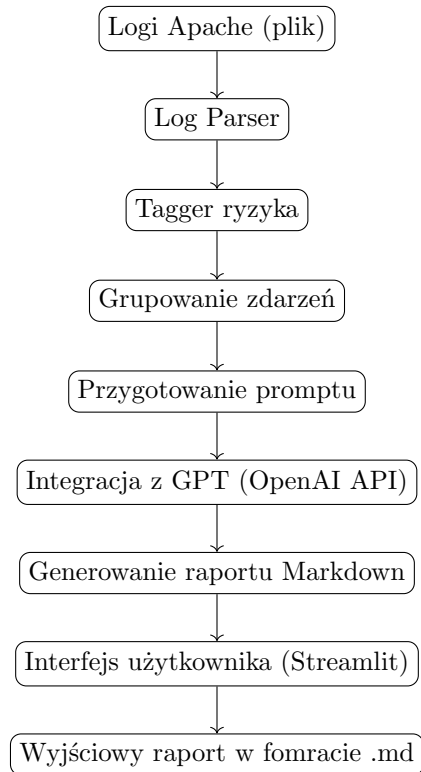 Logi Apache (plik)
Log Parser
Tagger ryzyka
Grupowanie zdarzeń
Przygotowanie promptu
Integracja z GPT (OpenAI API)
Generowanie raportu Markdown
Interfejs użytkownika (Streamlit)
Wyjściowy raport w fomracie .md